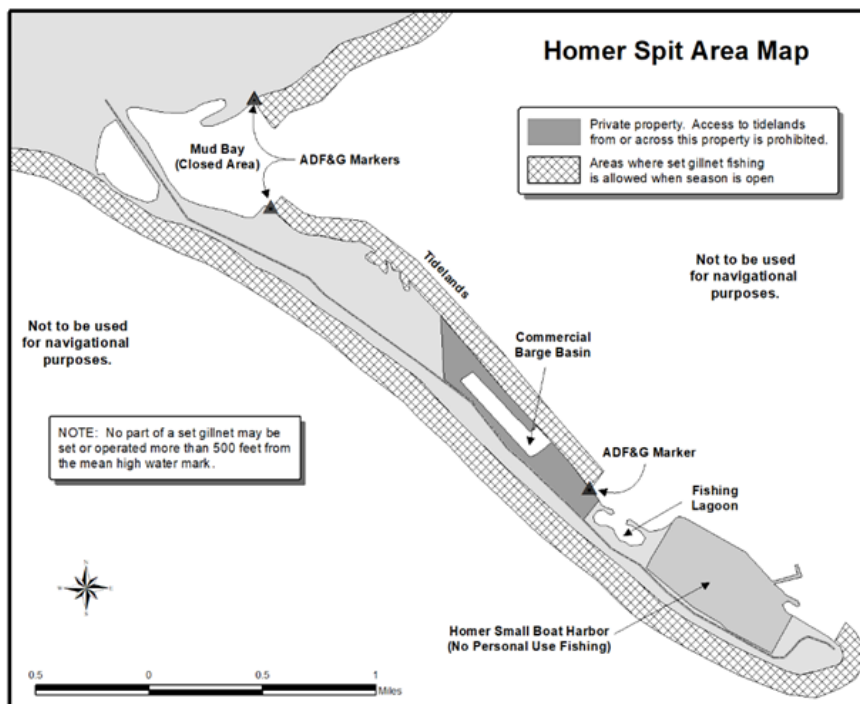 Homer Spit Area Map
Private property. Access to tidelands
from or across this property is prohibited.
Areas where set gillnet fishing
is allowed when season is open
Mud Bay
(Closed Area)
ADF&G Markers
Tidelands
Not to be used
for navigational
purposes.
Not to be used
for navigational
purposes.
Commercial
Barge Basin
NOTE: No part of a set gillnet may be
set or operated more than 500 feet from
the mean high water mark.
ADF&G Marker
Fishing
Lagoon
Homer Small Boat Harbor
(No Personal Use Fishing)
0.5 0 0.5 1
Miles